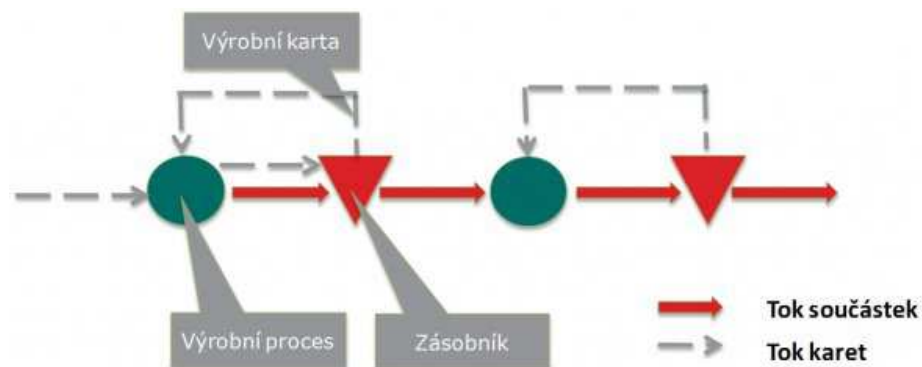 Výrobní karta
Výrobní proces
Zásobník
Tok součástek
Tok karet